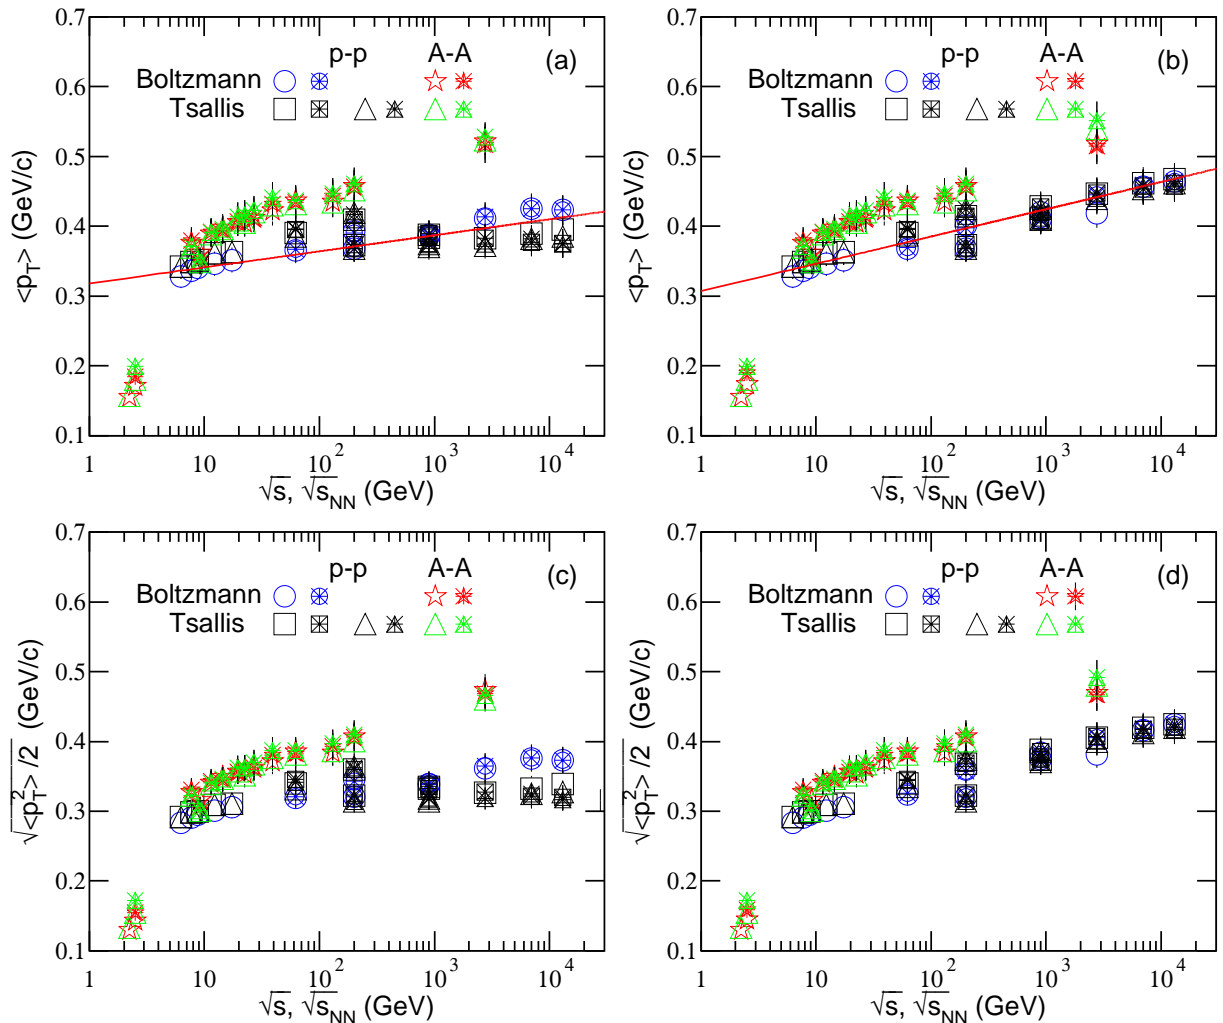 0.7
0.6
0.5
0.4
0.3
0.2
0.1
<p_T> (GeV/c)
p-p A-A (a)
Boltzmann
Tsallis
1 10 10^2 10^3 10^4
√s, √s_NN (GeV)
0.7
0.6
0.5
0.4
0.3
0.2
0.1
<p_T> (GeV/c)
p-p A-A (b)
Boltzmann
Tsallis
1 10 10^2 10^3 10^4
√s, √s_NN (GeV)
0.7
0.6
0.5
0.4
0.3
0.2
0.1
√<p_T^2>/2 (GeV/c)
p-p A-A (c)
Boltzmann
Tsallis
1 10 10^2 10^3 10^4
√s, √s_NN (GeV)
0.7
0.6
0.5
0.4
0.3
0.2
0.1
√<p_T^2>/2 (GeV/c)
p-p A-A (d)
Boltzmann
Tsallis
1 10 10^2 10^3 10^4
√s, √s_NN (GeV)